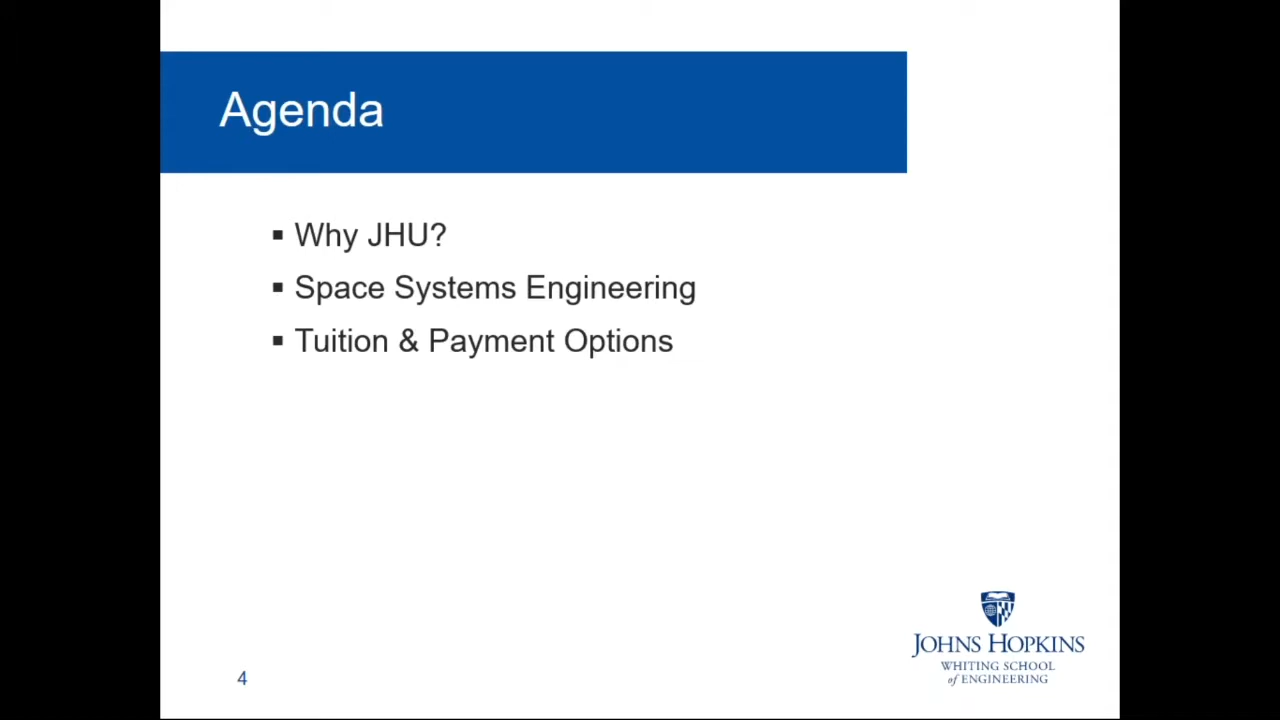 Agenda
▪ Why JHU?
▪ Space Systems Engineering
▪ Tuition & Payment Options
4
JOHNS HOPKINS
WHITING SCHOOL
of ENGINEERING